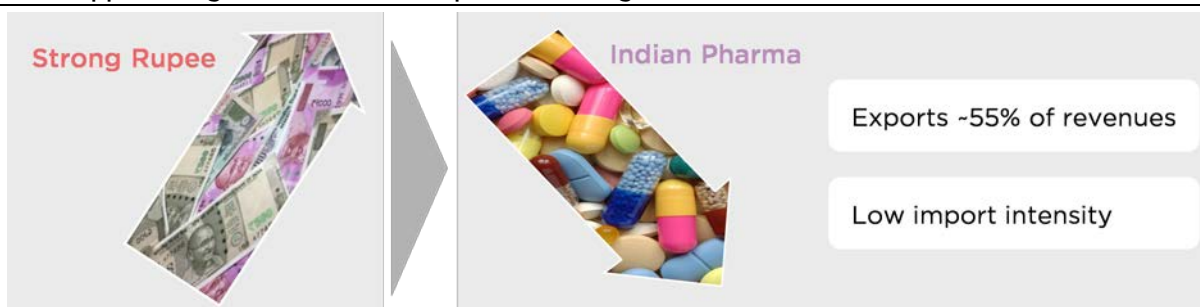 Strong Rupee
Indian Pharma
Exports ~55% of revenues
Low import intensity